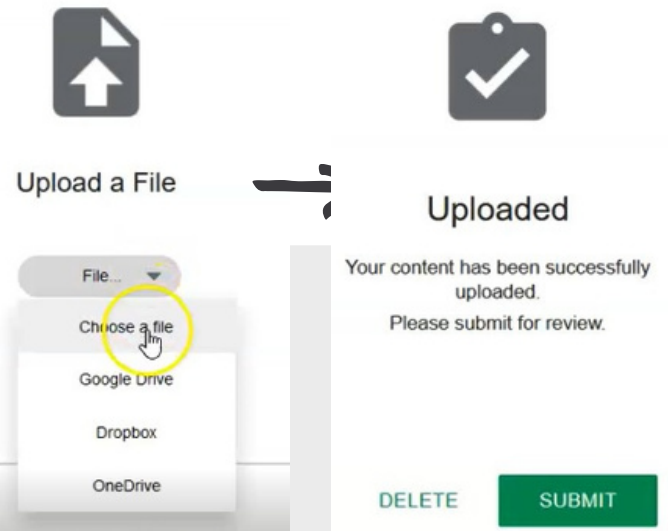 Upload a File
File...
Choose a file
Google Drive
Dropbox
OneDrive
Uploaded
Your content has been successfully
uploaded.
Please submit for review.
DELETE
SUBMIT